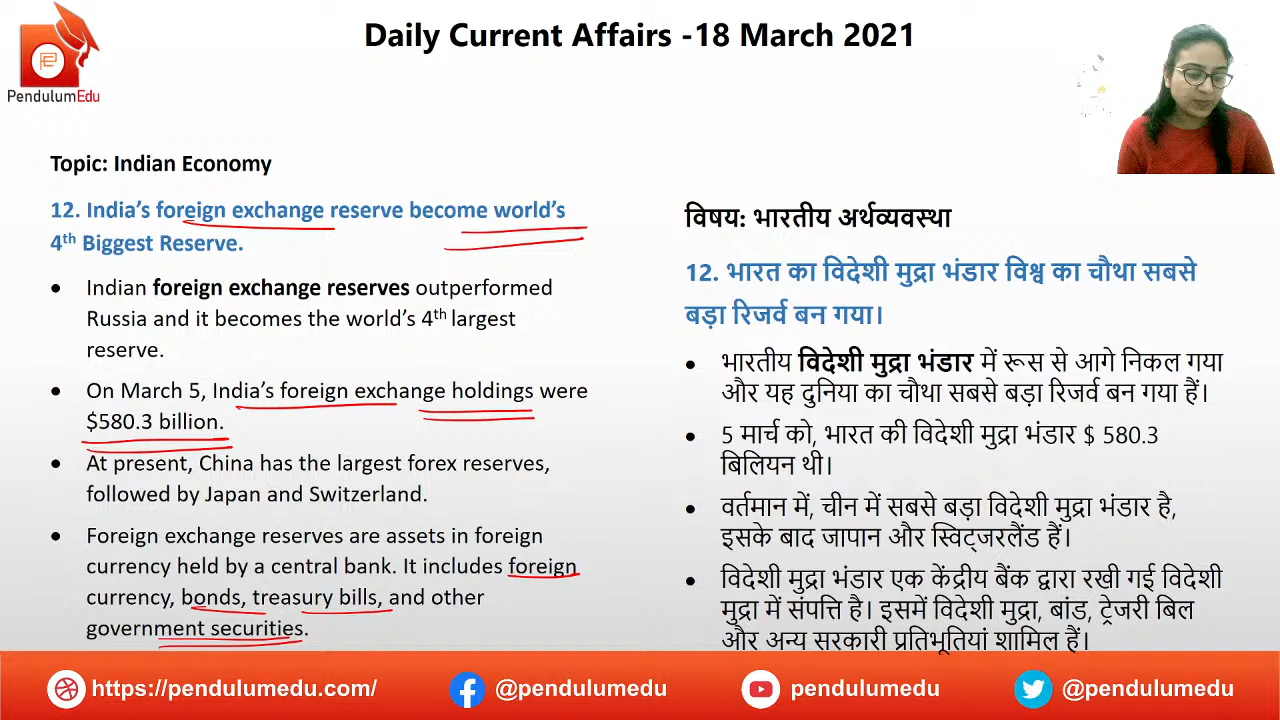 Daily Current Affairs -18 March 2021
PendulumEdu
Topic: Indian Economy
12. India's foreign exchange reserve become world's
4th Biggest Reserve.
• Indian foreign exchange reserves outperformed
Russia and it becomes the world's 4th largest
reserve.
• On March 5, India's foreign exchange holdings were
$580.3 billion.
• At present, China has the largest forex reserves,
followed by Japan and Switzerland.
• Foreign exchange reserves are assets in foreign
currency held by a central bank. It includes foreign
currency, bonds, treasury bills, and other
government securities.
विषय: भारतीय अर्थव्यवस्था
12. भारत का विदेशी मुद्रा भंडार विश्व का चौथा सबसे
बड़ा रिजर्व बन गया।
• भारतीय विदेशी मुद्रा भंडार में रूस से आगे निकल गया
और यह दुनिया का चौथा सबसे बड़ा रिजर्व बन गया हैं।
• 5 मार्च को, भारत की विदेशी मुद्रा भंडार $ 580.3
बिलियन थी।
• वर्तमान में, चीन में सबसे बड़ा विदेशी मुद्रा भंडार है,
इसके बाद जापान और स्विट्जरलैंड हैं।
• विदेशी मुद्रा भंडार एक केंद्रीय बैंक द्वारा रखी गई विदेशी
मुद्रा में संपत्ति है। इसमें विदेशी मुद्रा, बांड, ट्रेजरी बिल
और अन्य सरकारी प्रतिभूतियां शामिल हैं।
https://pendulumedu.com/
@pendulumedu
pendulumedu
@pendulumedu